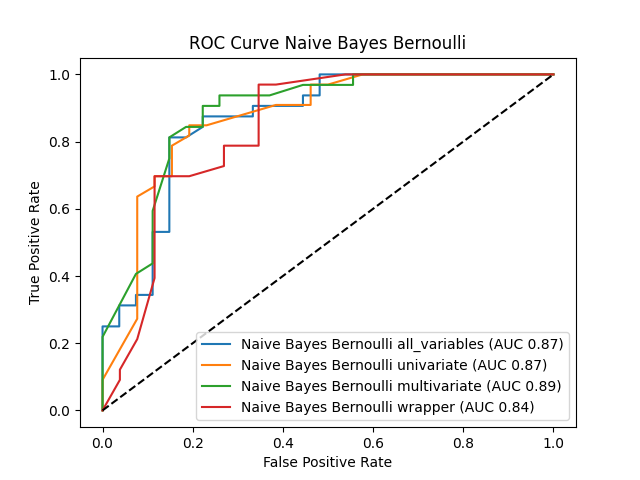 ROC Curve Naive Bayes Bernoulli
1.0
0.8
0.6
0.4
0.2
0.0
True Positive Rate
Naive Bayes Bernoulli all_variables (AUC 0.87)
Naive Bayes Bernoulli univariate (AUC 0.87)
Naive Bayes Bernoulli multivariate (AUC 0.89)
Naive Bayes Bernoulli wrapper (AUC 0.84)
0.0 0.2 0.4 0.6 0.8 1.0
False Positive Rate